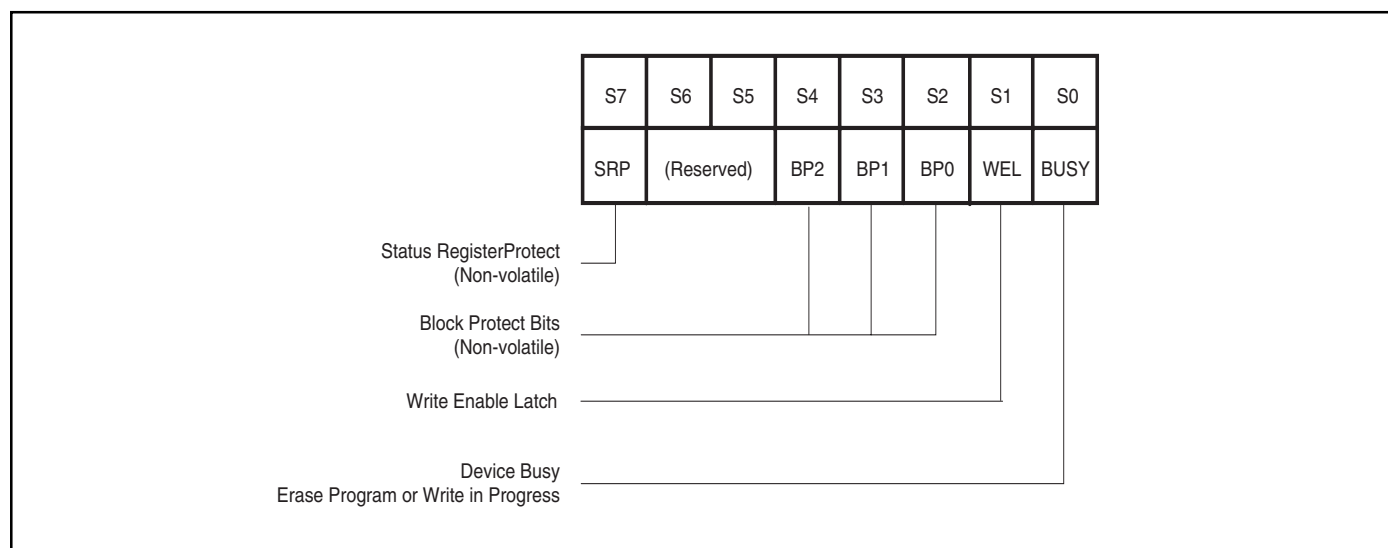 S7 S6 S5 S4 S3 S2 S1 S0
SRP (Reserved) BP2 BP1 BP0 WEL BUSY
Status RegisterProtect
(Non-volatile)
Block Protect Bits
(Non-volatile)
Write Enable Latch
Device Busy
Erase Program or Write in Progress